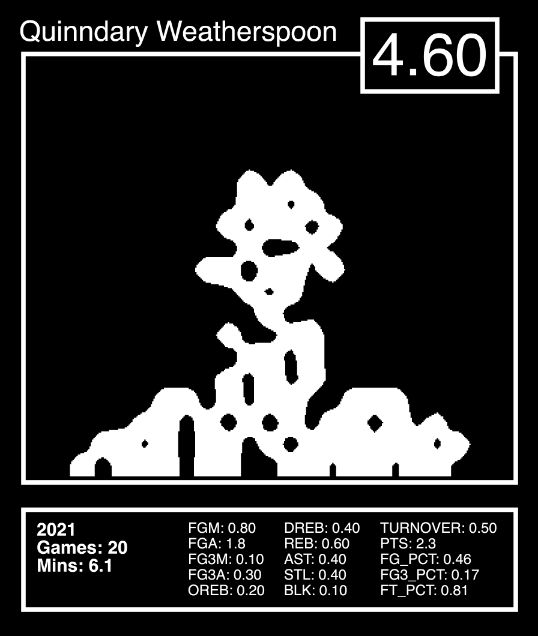 Quinndary Weatherspoon
4.60
2021
Games: 20
Mins: 6.1
FGM: 0.80
FGA: 1.8
FG3M: 0.10
FG3A: 0.30
OREB: 0.20
DREB: 0.40
REB: 0.60
AST: 0.40
STL: 0.40
BLK: 0.10
TURNOVER: 0.50
PTS: 2.3
FG_PCT: 0.46
FG3_PCT: 0.17
FT_PCT: 0.81